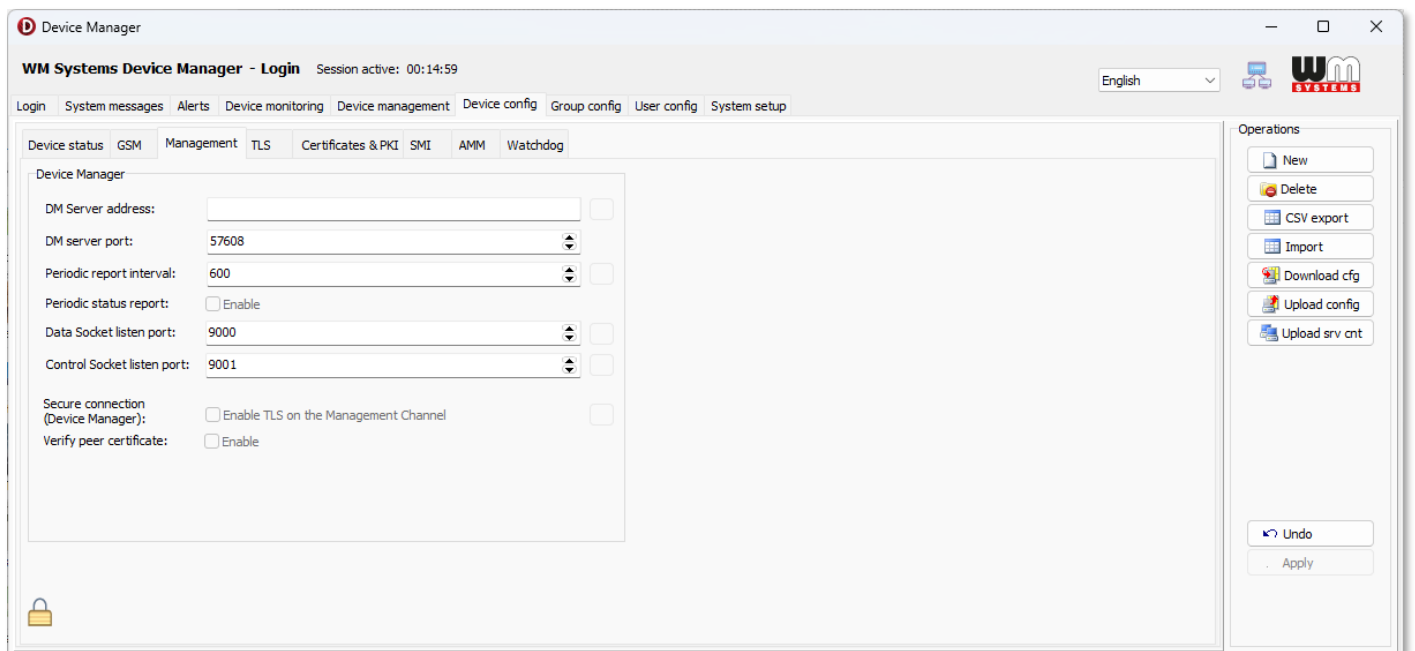 Device Manager
WM Systems Device Manager - Login Session active: 00:14:59
English
WM SYSTEMS
Login System messages Alerts Device monitoring Device management Device config Group config User config System setup
Device status GSM Management TLS Certificates & PKI SMI AMM Watchdog
Device Manager
DM Server address:
DM server port: 57608
Periodic report interval: 600
Periodic status report: Enable
Data Socket listen port: 9000
Control Socket listen port: 9001
Secure connection
(Device Manager): Enable TLS on the Management Channel
Verify peer certificate: Enable
Operations
New
Delete
CSV export
Import
Download cfg
Upload config
Upload srv cnt
Undo
Apply